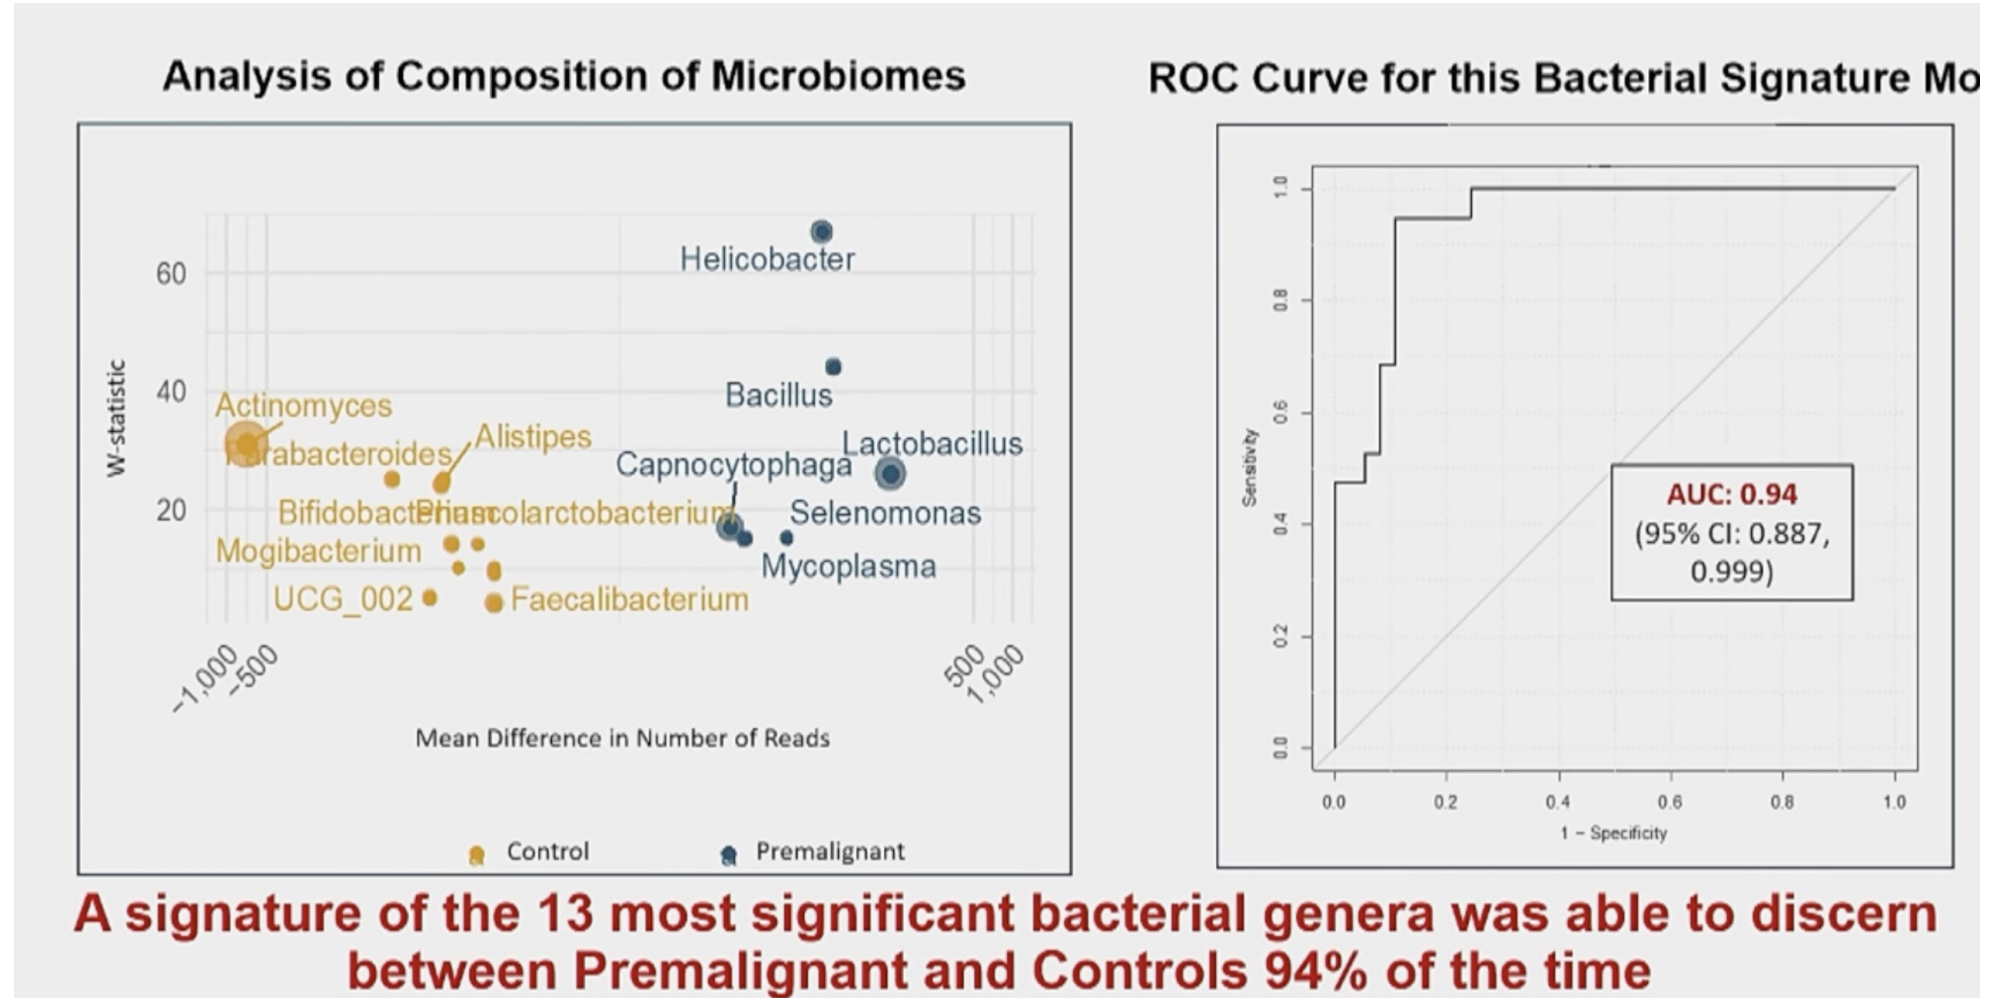 Analysis of Composition of Microbiomes
W-statistic
60
40
20
Helicobacter
Bacillus
Actinomyces
Alistipes
Lactobacillus
Capnocytophaga
Selenomonas
Mogibacterium
Mycoplasma
UCG_002
Faecalibacterium
-1,000
-500
500
1,000
Mean Difference in Number of Reads
Control
Premalignant
ROC Curve for this Bacterial Signature Mo
Sensitivity
1.0
0.8
0.6
0.4
0.2
0.0
AUC: 0.94
(95% CI: 0.887,
0.999)
0.0 0.2 0.4 0.6 0.8 1.0
1 - Specificity
A signature of the 13 most significant bacterial genera was able to discern
between Premalignant and Controls 94% of the time